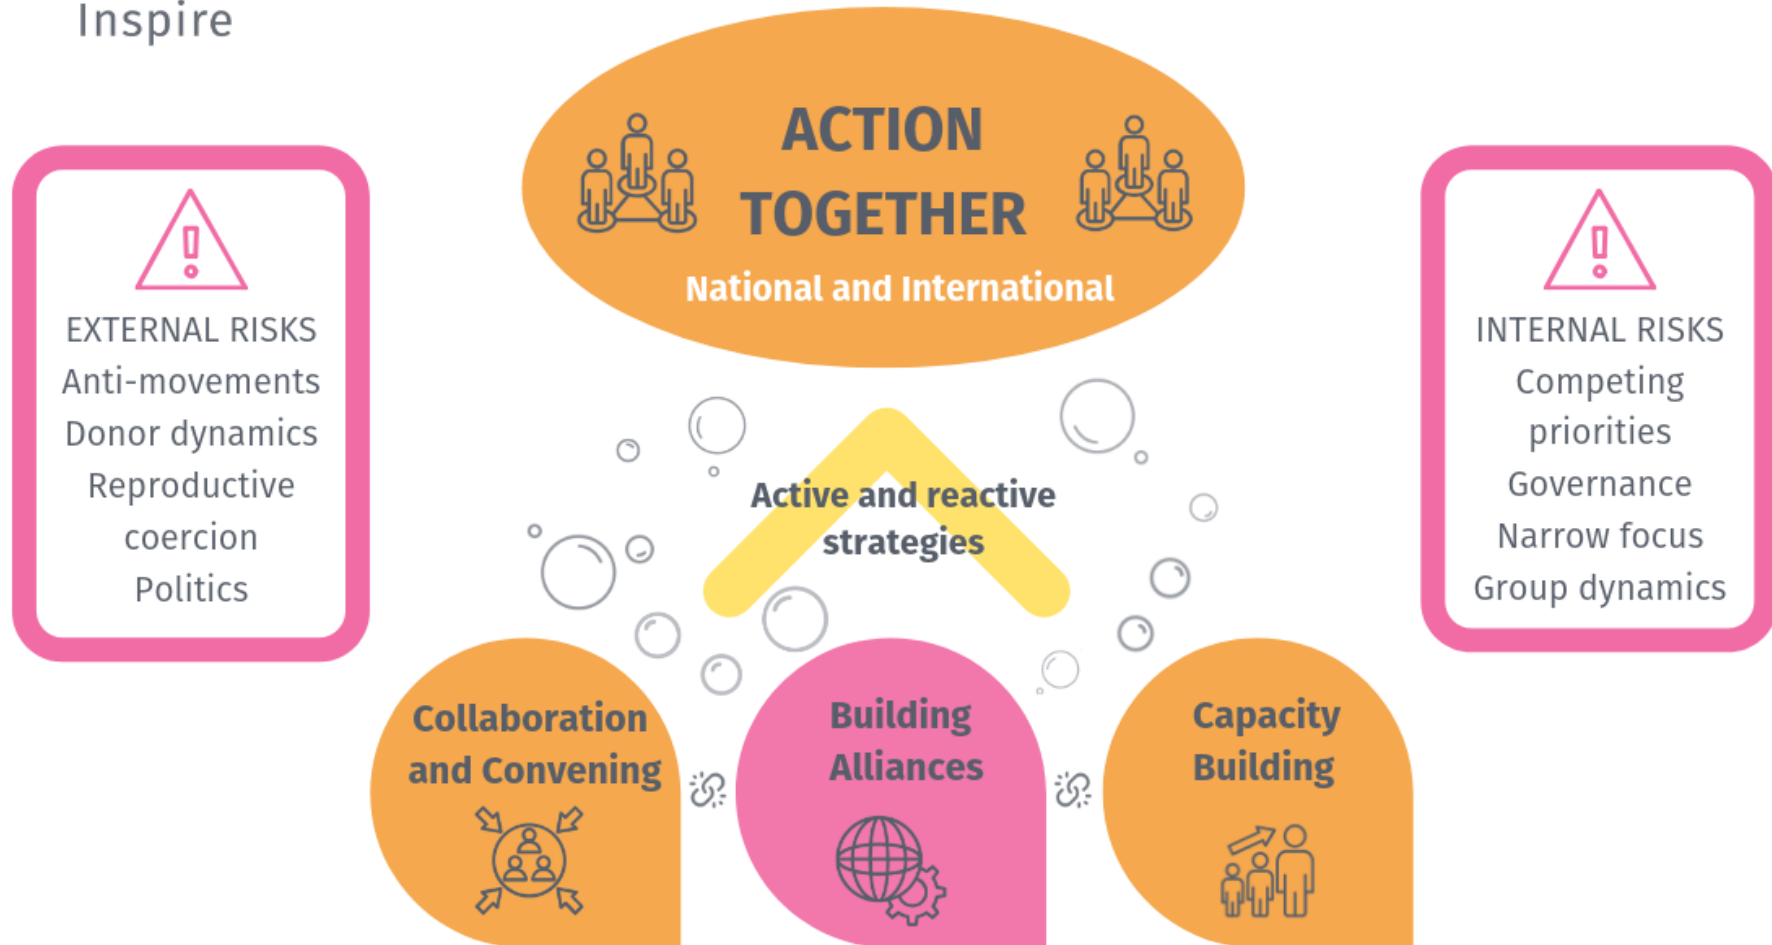 Inspire
ACTION
TOGETHER
National and International
EXTERNAL RISKS
Anti-movements
Donor dynamics
Reproductive
coercion
Politics
INTERNAL RISKS
Competing
priorities
Governance
Narrow focus
Group dynamics
Active and reactive
strategies
Collaboration
and Convening
Building
Alliances
Capacity
Building